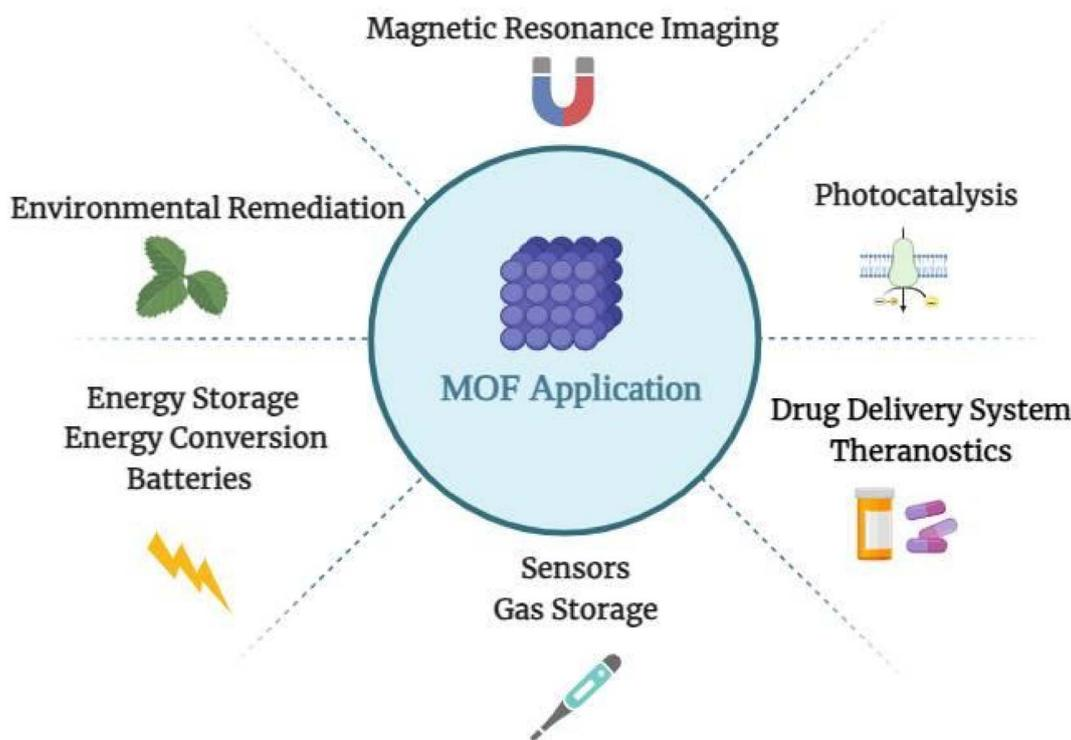 Magnetic Resonance Imaging
Environmental Remediation
Photocatalysis
MOF Application
Energy Storage
Energy Conversion
Batteries
Drug Delivery System
Theranostics
Sensors
Gas Storage